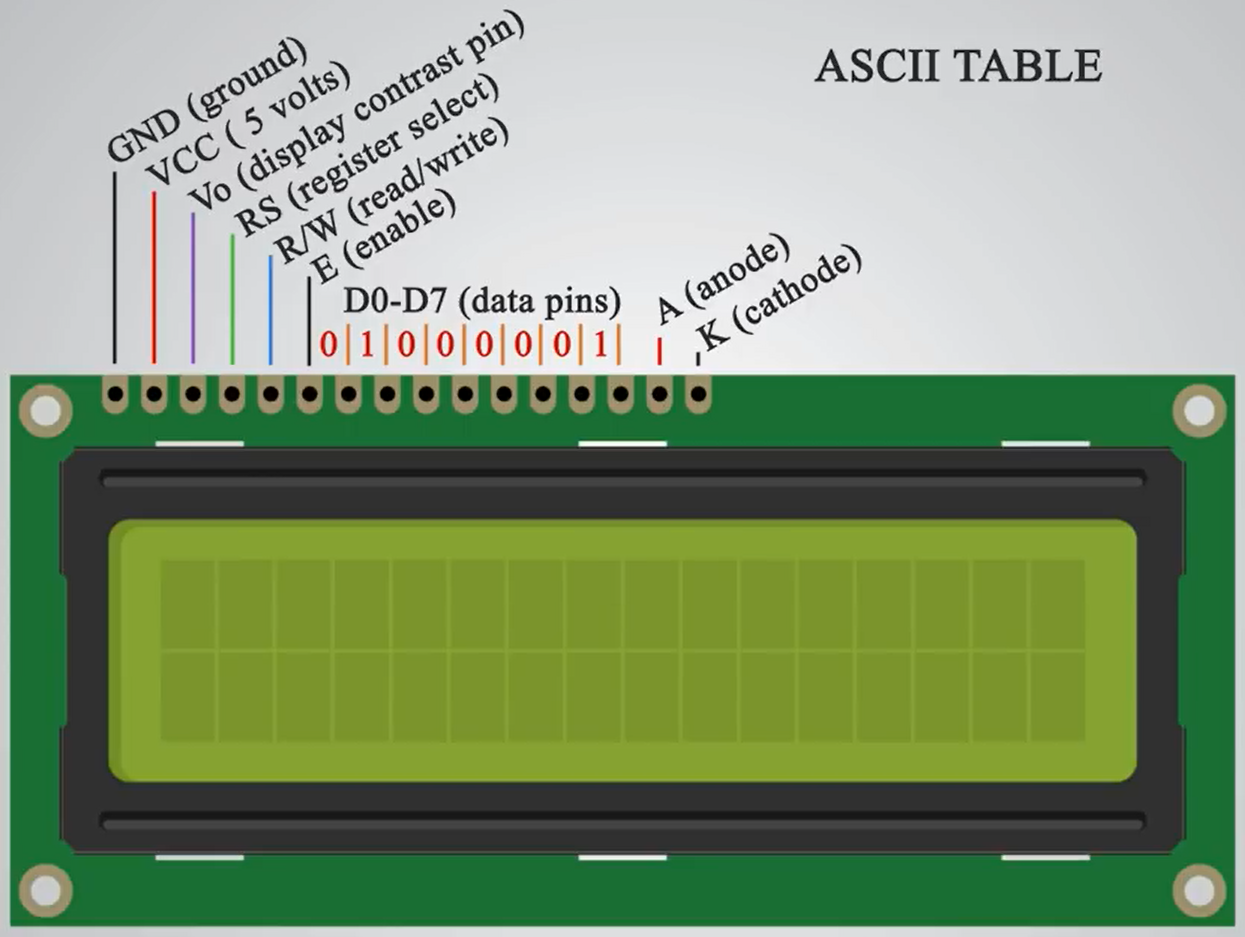 ASCII TABLE
GND (ground)
VCC ( 5 volts)
Vo (display contrast pin)
RS (register select)
R/W (read/write)
E (enable)
D0-D7 (data pins)
0 1 0 0 0 0 0 1
A (anode)
K (cathode)